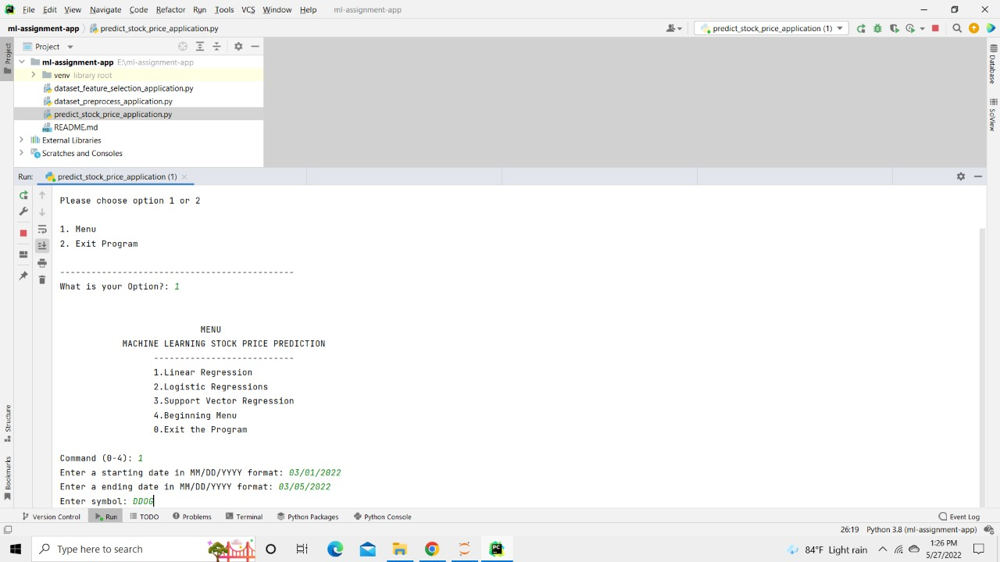 File Edit View Navigate Code Refactor Run Tools VCS Window Help ml-assignment-app
ml-assignment-app predict_stock_price_application.py predict_stock_price_application (1)
Project
Project
ml-assignment-app E:\ml-assignment-app
venv library root
dataset_feature_selection_application.py
dataset_preprocess_application.py
predict_stock_price_application.py
README.md
External Libraries
Scratches and Consoles
Database
SciView
Run: predict_stock_price_application (1)
Please choose option 1 or 2
1. Menu
2. Exit Program
---------------------------------------------
What is your Option?: 1
MENU
MACHINE LEARNING STOCK PRICE PREDICTION
---------------------------
1.Linear Regression
2.Logistic Regressions
3.Support Vector Regression
4.Beginning Menu
0.Exit the Program
Command (0-4): 1
Enter a starting date in MM/DD/YYYY format: 03/01/2022
Enter a ending date in MM/DD/YYYY format: 03/05/2022
Enter symbol: DDOG
Structure
Bookmarks
Version Control Run TODO Problems Terminal Python Packages Python Console Event Log
26:19 Python 3.8 (ml-assignment-app)
Type here to search
84°F Light rain
1:26 PM
5/27/2022